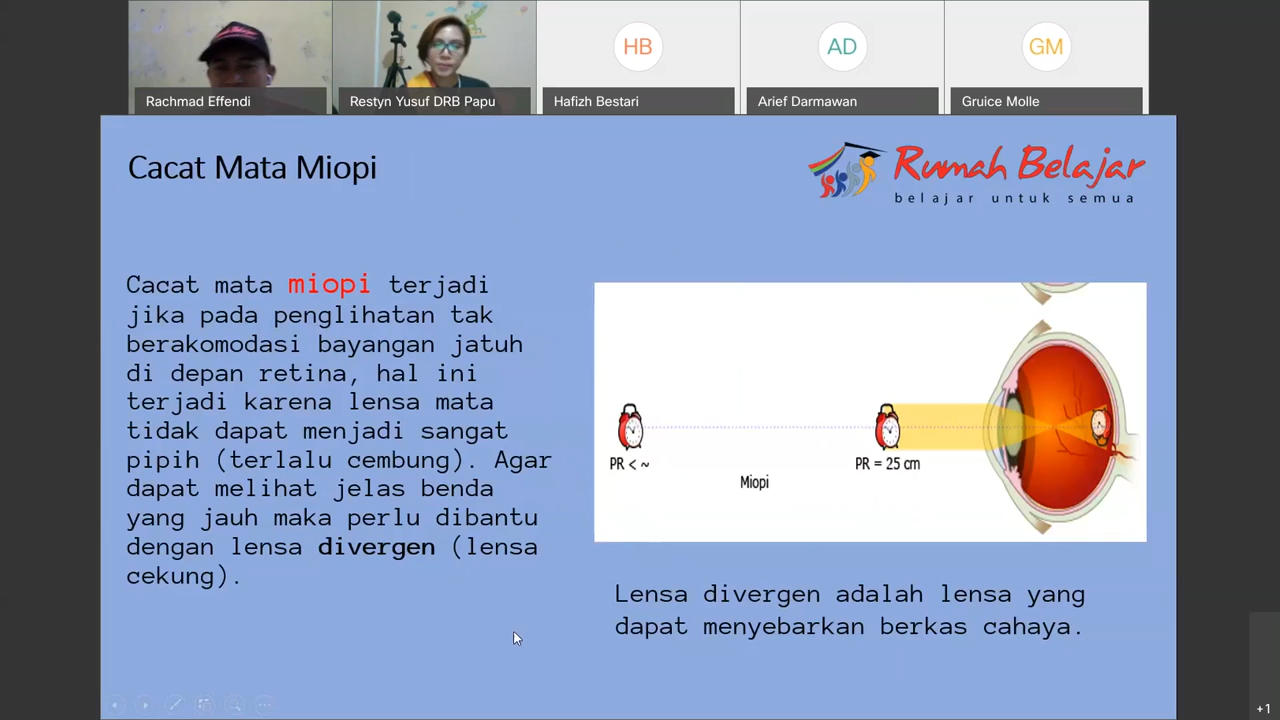 HB
AD
GM
Rachmad Effendi
Restyn Yusuf DRB Papu
Hafizh Bestari
Arief Darmawan
Gruice Molle
Cacat Mata Miopi
Rumah Belajar
belajar untuk semua
Cacat mata miopi terjadi
jika pada penglihatan tak
berakomodasi bayangan jatuh
di depan retina, hal ini
terjadi karena lensa mata
tidak dapat menjadi sangat
pipih (terlalu cembung). Agar
dapat melihat jelas benda
yang jauh maka perlu dibantu
dengan lensa divergen (lensa
cekung).
PR < ~
PR = 25 cm
Miopi
Lensa divergen adalah lensa yang
dapat menyebarkan berkas cahaya.
+1